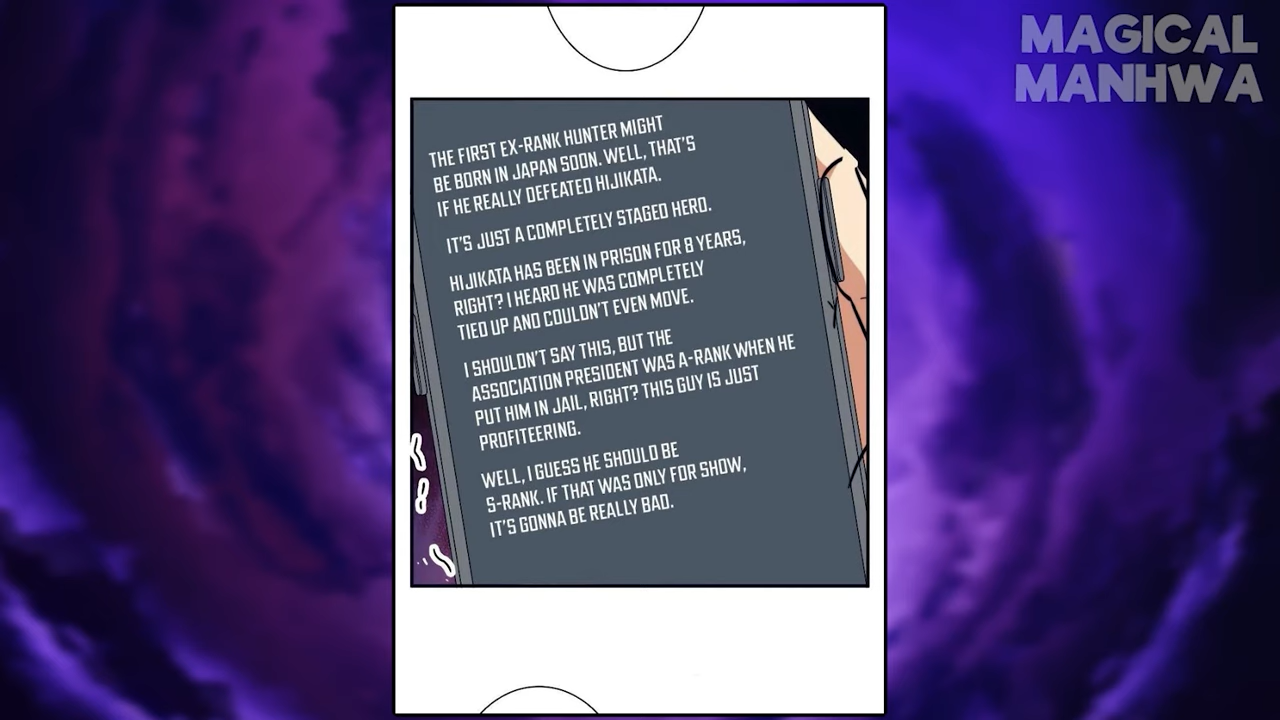 MAGICAL
MANHWA
THE FIRST EX-RANK HUNTER MIGHT
BE BORN IN JAPAN SOON. WELL, THAT'S
IF HE REALLY DEFEATED HIJIKATA.
IT'S JUST A COMPLETELY STAGED HERO.
HIJIKATA HAS BEEN IN PRISON FOR 8 YEARS,
RIGHT? I HEARD HE WAS COMPLETELY
TIED UP AND COULDN'T EVEN MOVE.
I SHOULDN'T SAY THIS, BUT THE
ASSOCIATION PRESIDENT WAS A-RANK WHEN HE
PUT HIM IN JAIL, RIGHT? THIS GUY IS JUST
PROFITEERING.
WELL, I GUESS HE SHOULD BE
S-RANK. IF THAT WAS ONLY FOR SHOW,
IT'S GONNA BE REALLY BAD.